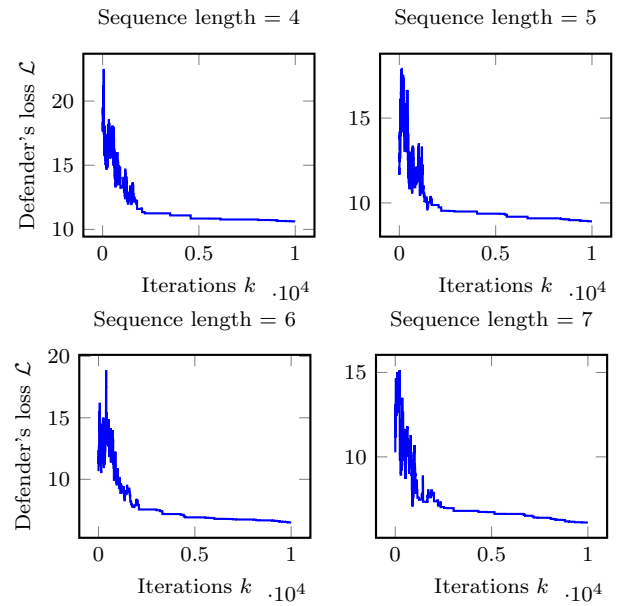 Sequence length = 4
Sequence length = 5
20
15
10
Defender's loss ℒ
15
10
0 0.5 1
0 0.5 1
Iterations k ·10⁴
Iterations k ·10⁴
Sequence length = 6
Sequence length = 7
20
15
10
Defender's loss ℒ
15
10
0 0.5 1
0 0.5 1
Iterations k ·10⁴
Iterations k ·10⁴